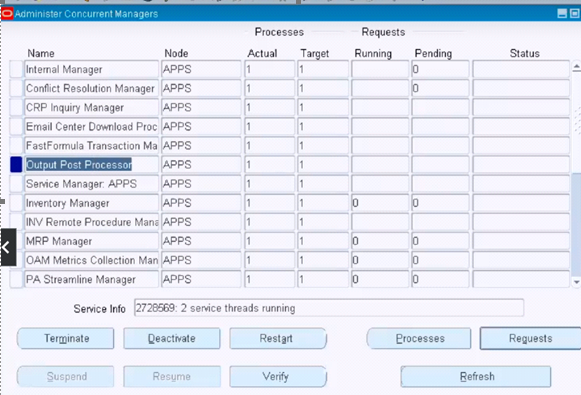 Administer Concurrent Managers
Processes Requests
Name Node Actual Target Running Pending Status
Internal Manager APPS 1 1 0
Conflict Resolution Manager APPS 1 1 0
CRP Inquiry Manager APPS 1 1
Email Center Download Proc APPS 1 1
FastFormula Transaction Ma APPS 1 1
Output Post Processor APPS 1 1
Service Manager: APPS APPS 1 1
Inventory Manager APPS 1 1 0 0
INV Remote Procedure Mana APPS 1 1
MRP Manager APPS 1 1 0 0
OAM Metrics Collection Man APPS 1 1 0 0
PA Streamline Manager APPS 1 1 0 0
Service Info 2728569: 2 service threads running
Terminate Deactivate Restart Processes Requests
Suspend Resume Verify Refresh